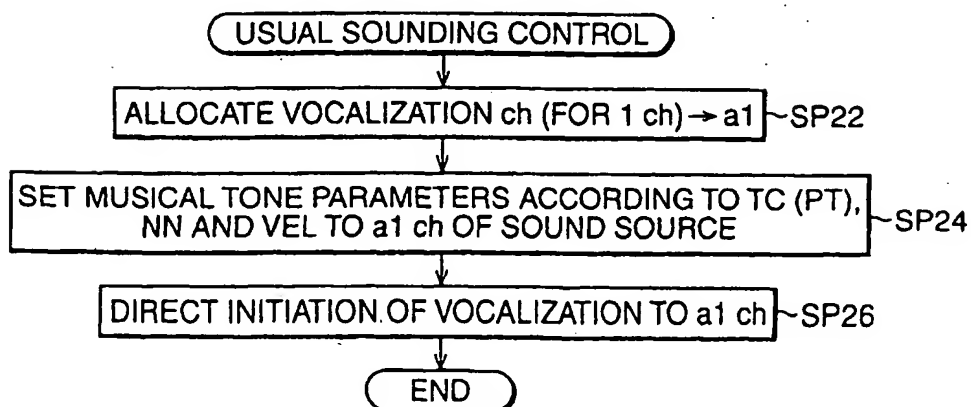 USUAL SOUNDING CONTROL
ALLOCATE VOCALIZATION ch (FOR 1 ch) → a1 ~SP22
SET MUSICAL TONE PARAMETERS ACCORDING TO TC (PT),
NN AND VEL TO a1 ch OF SOUND SOURCE ~SP24
DIRECT INITIATION OF VOCALIZATION TO a1 ch ~SP26
END